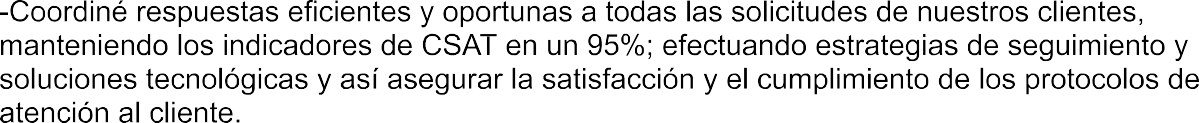 -Coordiné respuestas eficientes y oportunas a todas las solicitudes de nuestros clientes,
manteniendo los indicadores de CSAT en un 95%; efectuando estrategias de seguimiento y
soluciones tecnológicas y así asegurar la satisfacción y el cumplimiento de los protocolos de
atención al cliente.